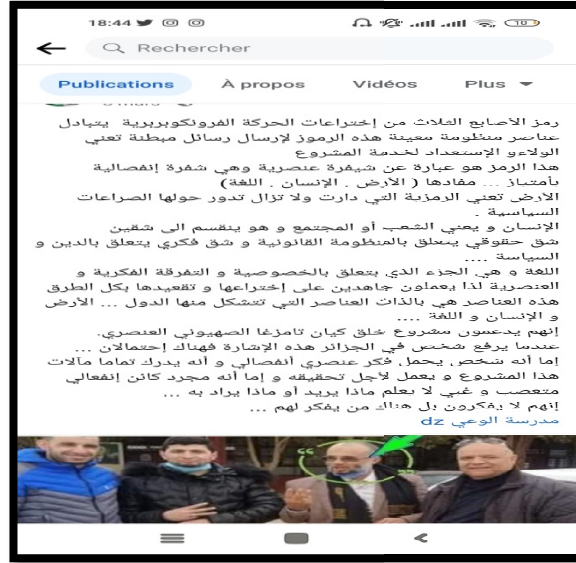 18:44
10
Rechercher
Publications À propos Vidéos Plus
رمز الأصابع الثلاث من إختراعات الحركة الفرونكوبربرية يتبادل
عناصر منظومة معينة هذه الرموز لإرسال رسائل مبطنة تعني
الولاءو الإستعداد لخدمة المشروع
هذا الرمز هو عبارة عن شيفرة عنصرية وهي شفرة إنفصالية
بأمتياز ... مفادها ( الأرض . الإنسان . اللغة)
الأرض تعني الرمزية التي دارت ولا تزال تدور حولها الصراعات
السياسية .
الإنسان و يعني الشعب أو المجتمع و هو ينقسم الى شقين
شق حقوقي يتعلق بالمنظومة القانونية و شق فكري يتعلق بالدين و
السياسة ....
اللغة و هي الجزء الذي يتعلق بالخصوصية و التفرقة الفكرية و
العنصرية لذا يعملون جاهدين على إختراعها و تقعيدها بكل الطرق
هذه العناصر هي بالذات العناصر التي تتشكل منها الدول ... الأرض
و الإنسان و اللغة ....
إنهم يدعمون مشروع خلق كيان تامزغا الصهيوني العنصري.
عندما يرفع شخص في الجزائر هذه الإشارة فهناك إحتمالان ...
إما أنه شخص يحمل فكر عنصري أنفصالي و أنه يدرك تماما مآلات
هذا المشروع و يعمل لأجل تحقيقه و إما أنه مجرد كائن إنفعالي
متعصب و غبي لا يعلم ماذا يريد أو ماذا يراد به ...
إنهم لا يفكرون بل هناك من يفكر لهم ...
مدرسة الوعي dz